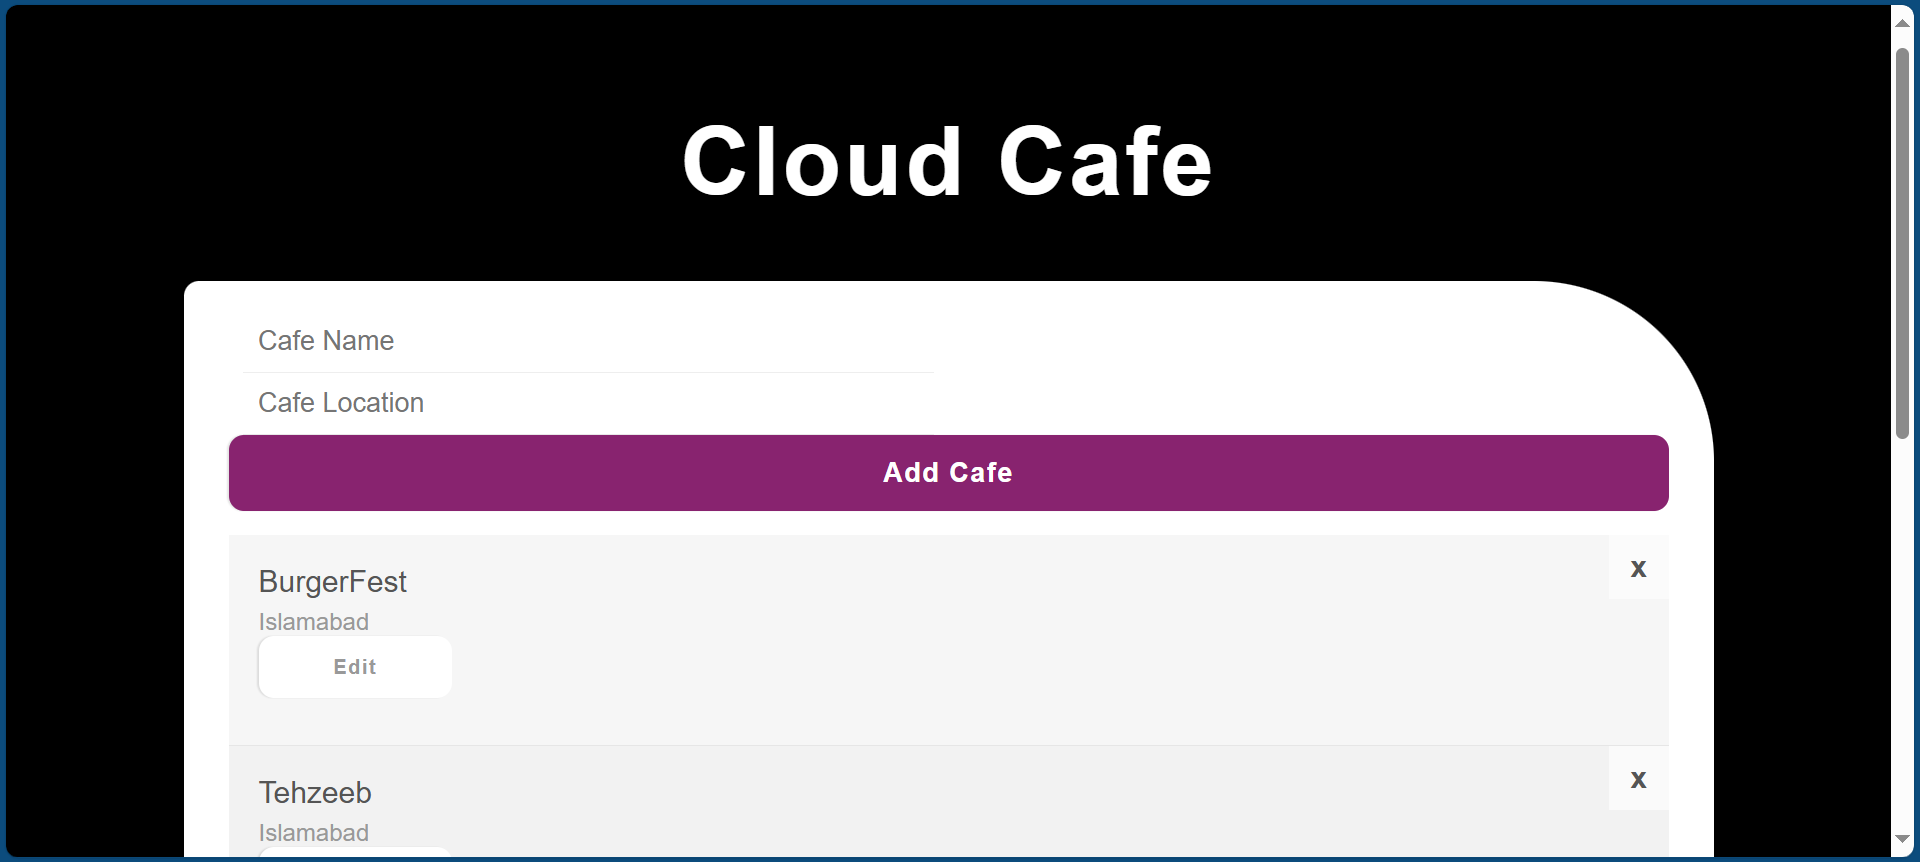 Cloud Cafe
Cafe Name
Cafe Location
Add Cafe
BurgerFest
x
Islamabad
Edit
Tehzeeb
x
Islamabad